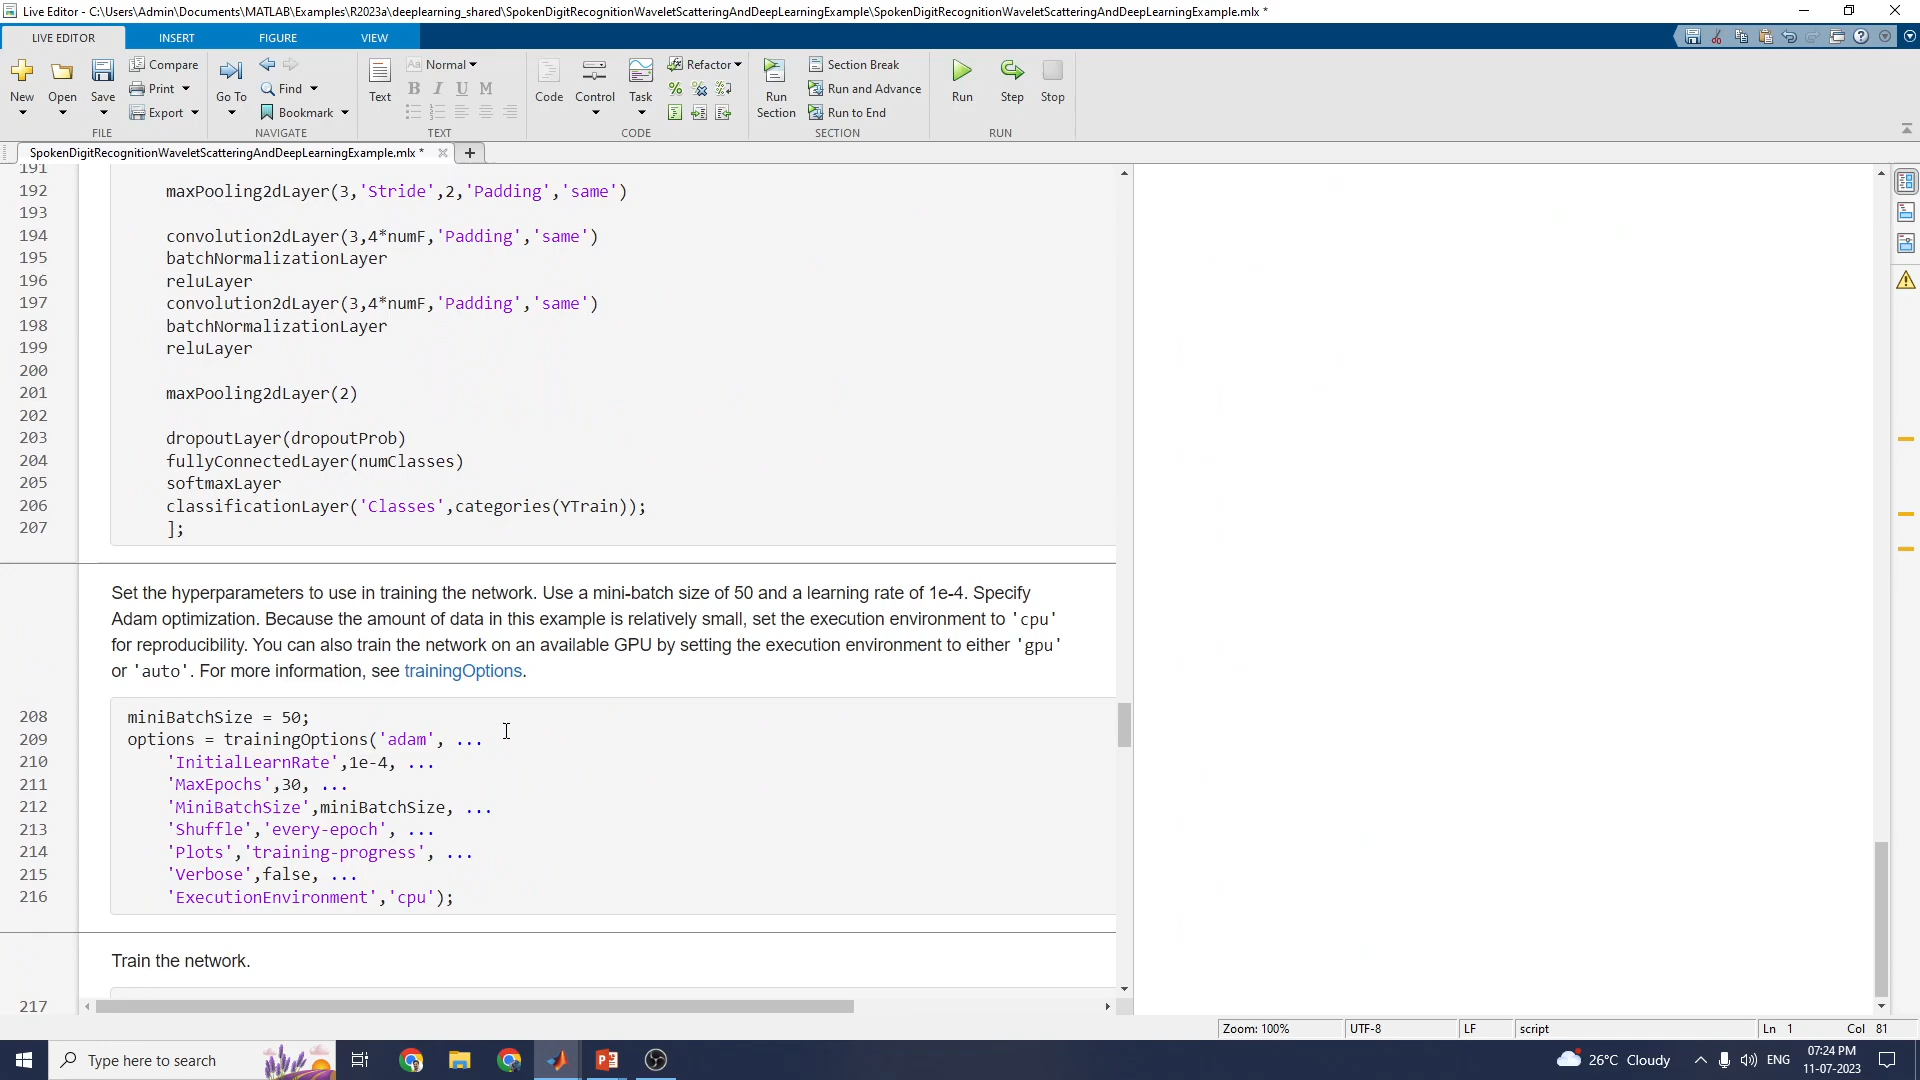 Live Editor - C:\Users\Admin\Documents\MATLAB\Examples\R2023a\deeplearning_shared\SpokenDigitRecognitionWaveletScatteringAndDeepLearningExample\SpokenDigitRecognitionWaveletScatteringAndDeepLearningExample.mlx *
LIVE EDITOR INSERT FIGURE VIEW
New Open Save Compare Print Export Go To Find Bookmark Text Aa Normal B I U M Code Control Task Refactor Run Section Section Break Run and Advance Run to End Run Step Stop
FILE NAVIGATE TEXT CODE SECTION RUN
SpokenDigitRecognitionWaveletScatteringAndDeepLearningExample.mlx *
191
192 maxPooling2dLayer(3,'Stride',2,'Padding','same')
193
194 convolution2dLayer(3,4*numF,'Padding','same')
195 batchNormalizationLayer
196 reluLayer
197 convolution2dLayer(3,4*numF,'Padding','same')
198 batchNormalizationLayer
199 reluLayer
200
201 maxPooling2dLayer(2)
202
203 dropoutLayer(dropoutProb)
204 fullyConnectedLayer(numClasses)
205 softmaxLayer
206 classificationLayer('Classes',categories(YTrain));
207 ];
Set the hyperparameters to use in training the network. Use a mini-batch size of 50 and a learning rate of 1e-4. Specify
Adam optimization. Because the amount of data in this example is relatively small, set the execution environment to 'cpu'
for reproducibility. You can also train the network on an available GPU by setting the execution environment to either 'gpu'
or 'auto'. For more information, see trainingOptions.
208 miniBatchSize = 50;
209 options = trainingOptions('adam', ...
210 'InitialLearnRate',1e-4, ...
211 'MaxEpochs',30, ...
212 'MiniBatchSize',miniBatchSize, ...
213 'Shuffle','every-epoch', ...
214 'Plots','training-progress', ...
215 'Verbose',false, ...
216 'ExecutionEnvironment','cpu');
Train the network.
217
Zoom: 100% UTF-8 LF script Ln 1 Col 81
Type here to search 26°C Cloudy ENG 07:24 PM
11-07-2023